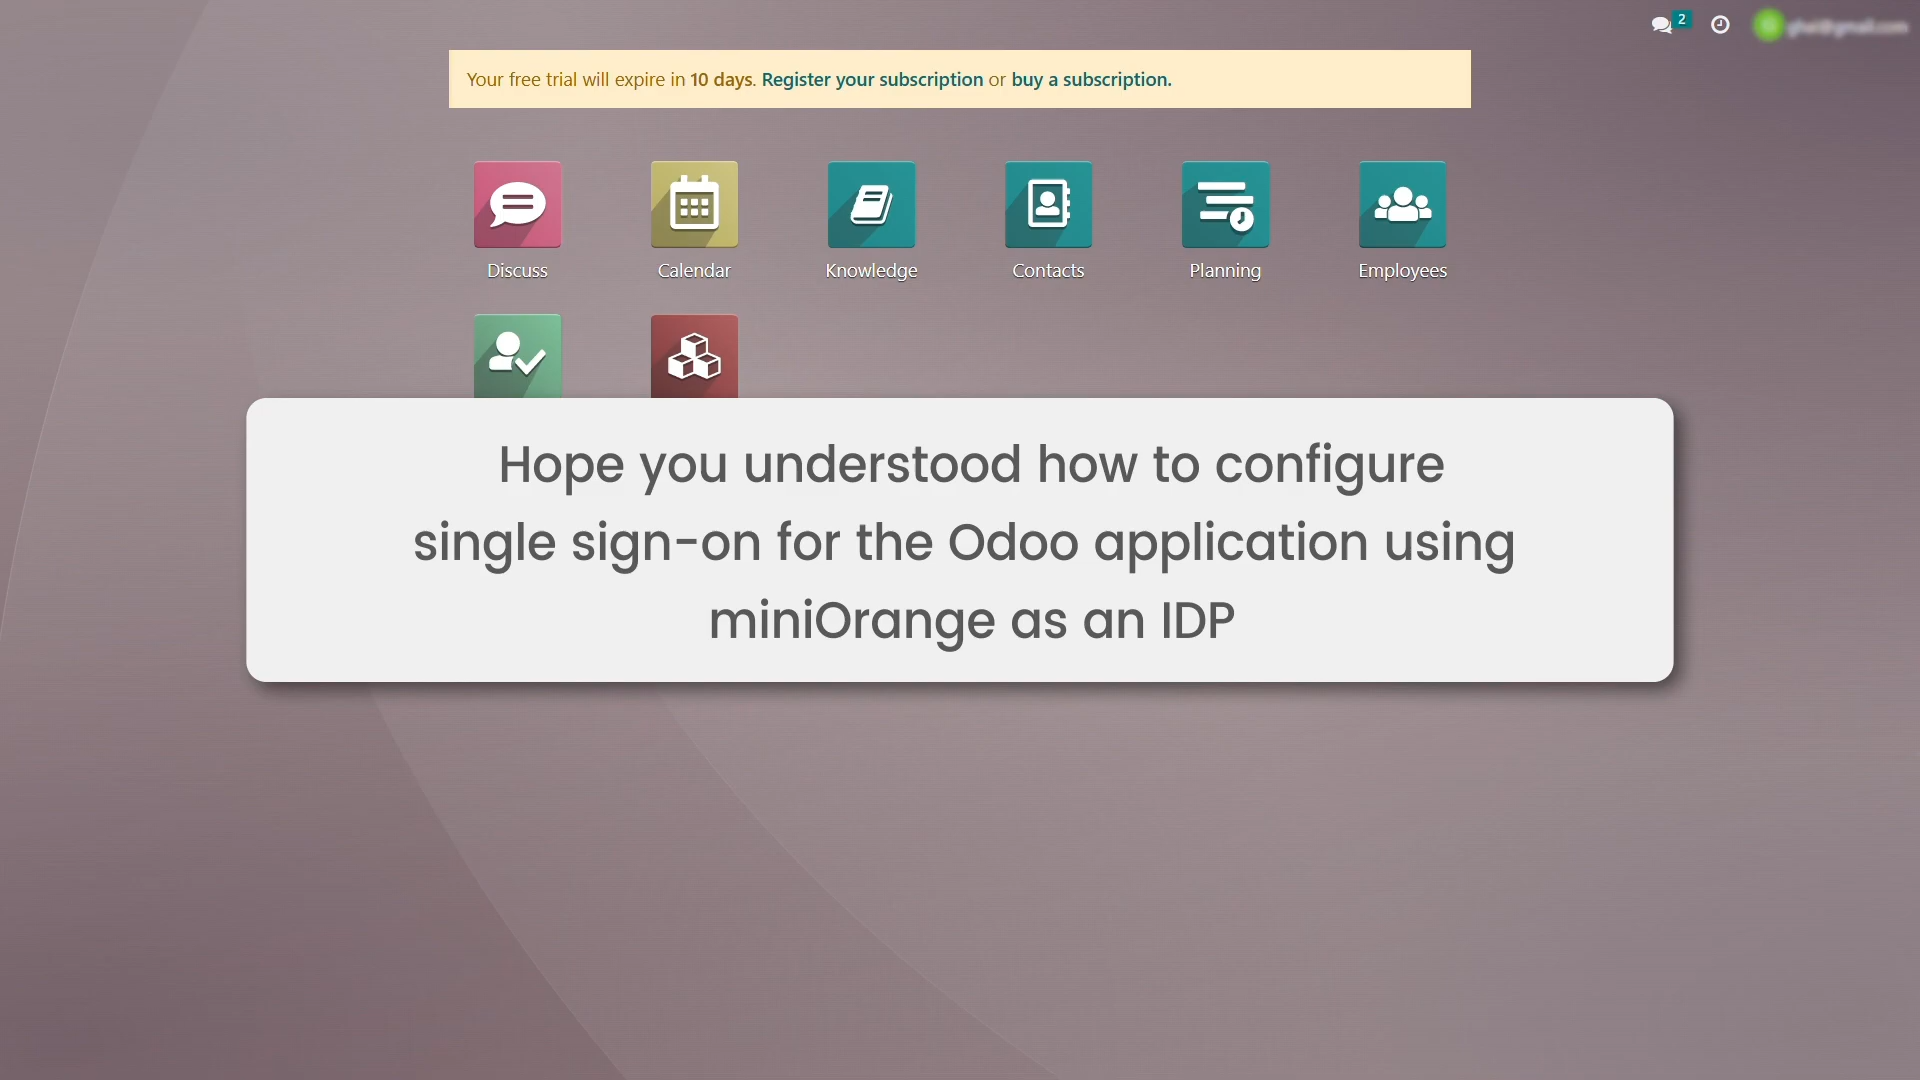 2
Your free trial will expire in 10 days. Register your subscription or buy a subscription.
Discuss
Calendar
Knowledge
Contacts
Planning
Employees
Hope you understood how to configure
single sign-on for the Odoo application using
miniOrange as an IDP